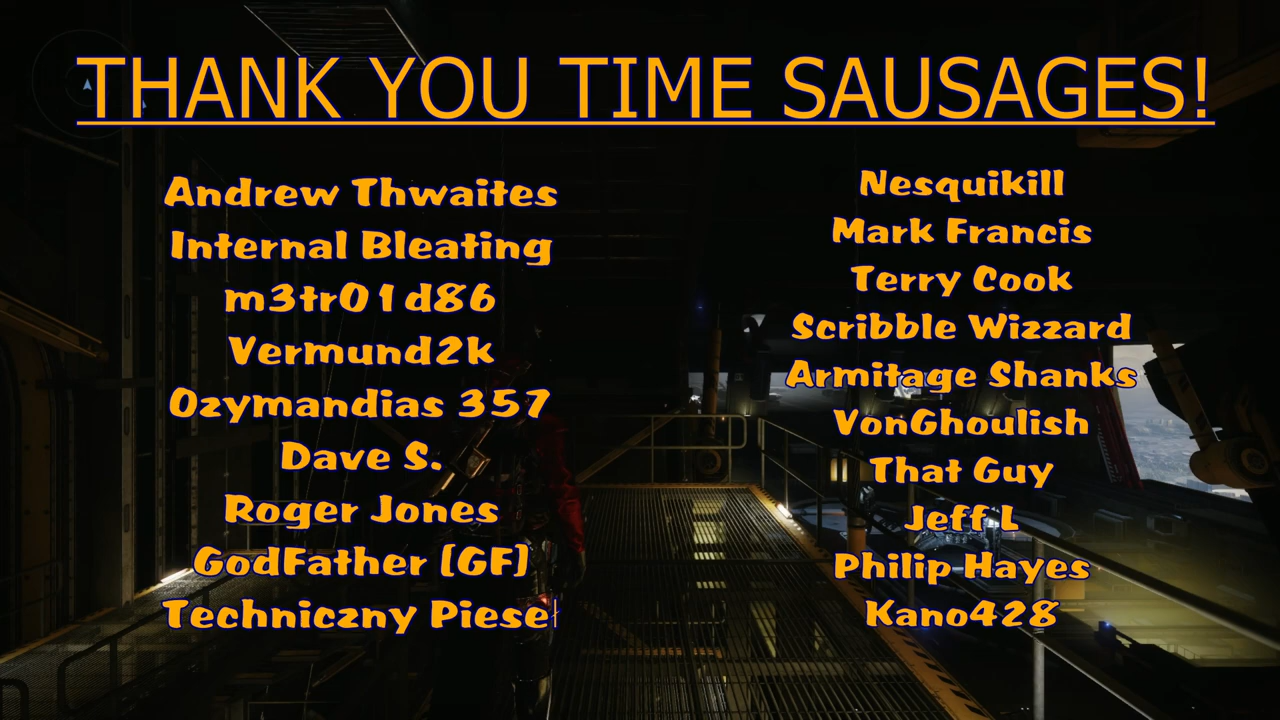 THANK YOU TIME SAUSAGES!
Andrew Thwaites
Internal Bleating
m3tr01d86
Vermund2k
Ozymandias 357
Dave S.
Roger Jones
GodFather (GF)
Techniczny Piese
Nesquikill
Mark Francis
Terry Cook
Scribble Wizzard
Armitage Shanks
VonGhoulish
That Guy
Jeff L
Philip Hayes
Kano428